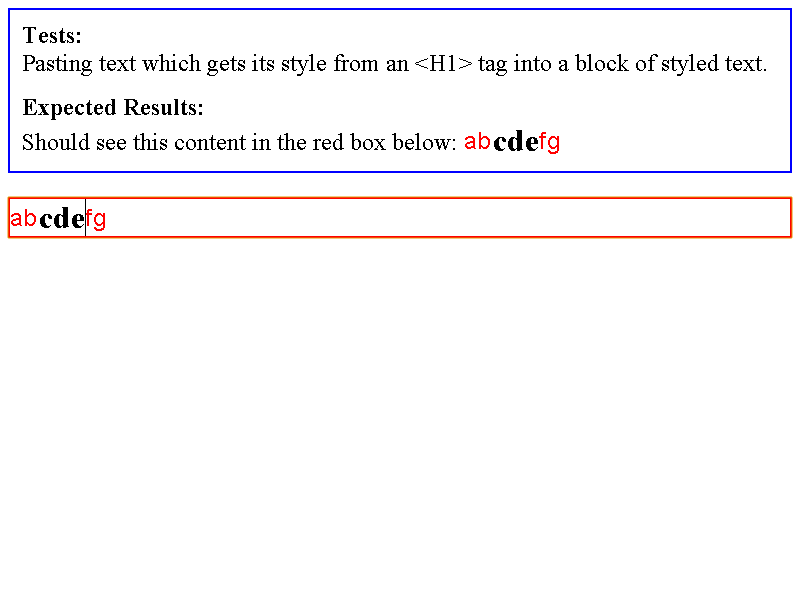 Tests:
Pasting text which gets its style from an <H1> tag into a block of styled text.
Expected Results:
Should see this content in the red box below: abcdefg
abcdefg